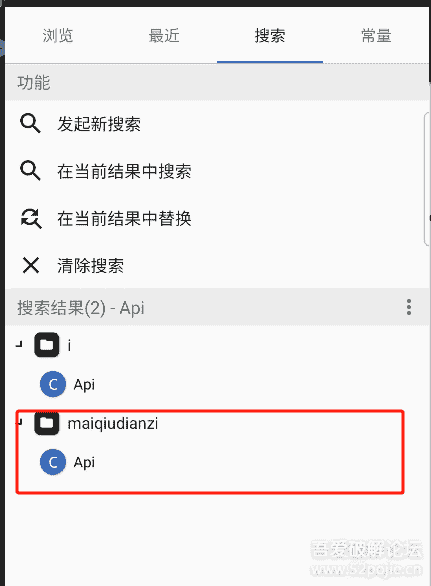 浏览 最近 搜索 常量
功能
发起新搜索
在当前结果中搜索
在当前结果中替换
清除搜索
搜索结果(2) - Api
i
C Api
maiqiudianzi
C Api
吾爱破解论坛
www.52pojie.cn